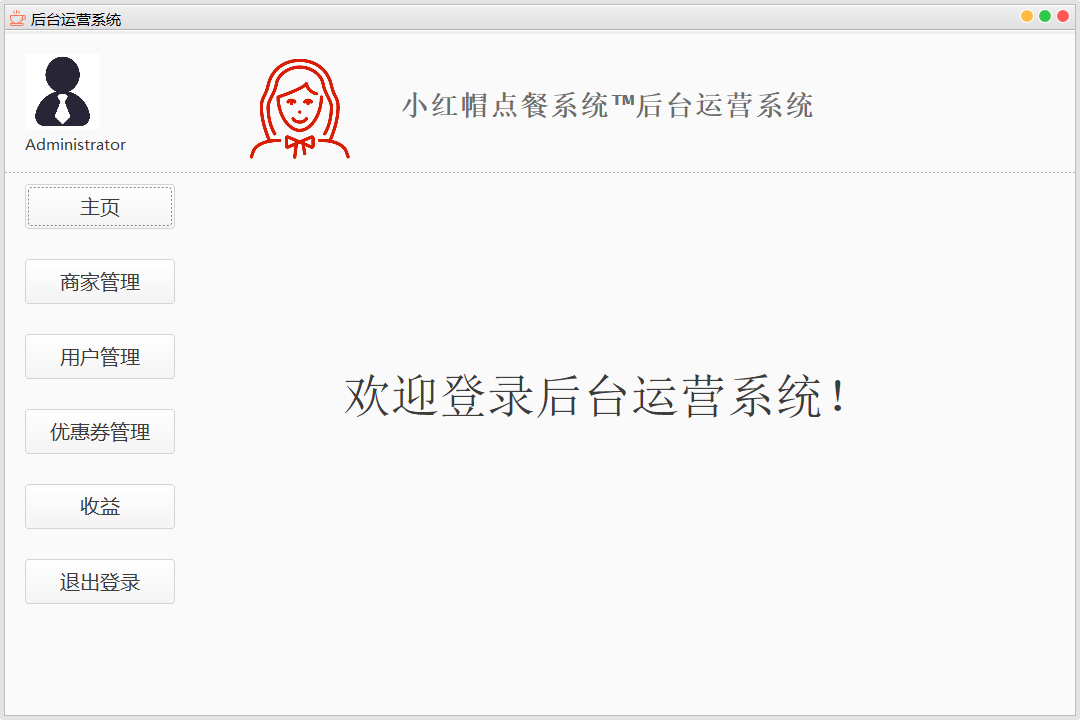 后台运营系统
Administrator
小红帽点餐系统™后台运营系统
主页
商家管理
用户管理
优惠券管理
收益
退出登录
欢迎登录后台运营系统！